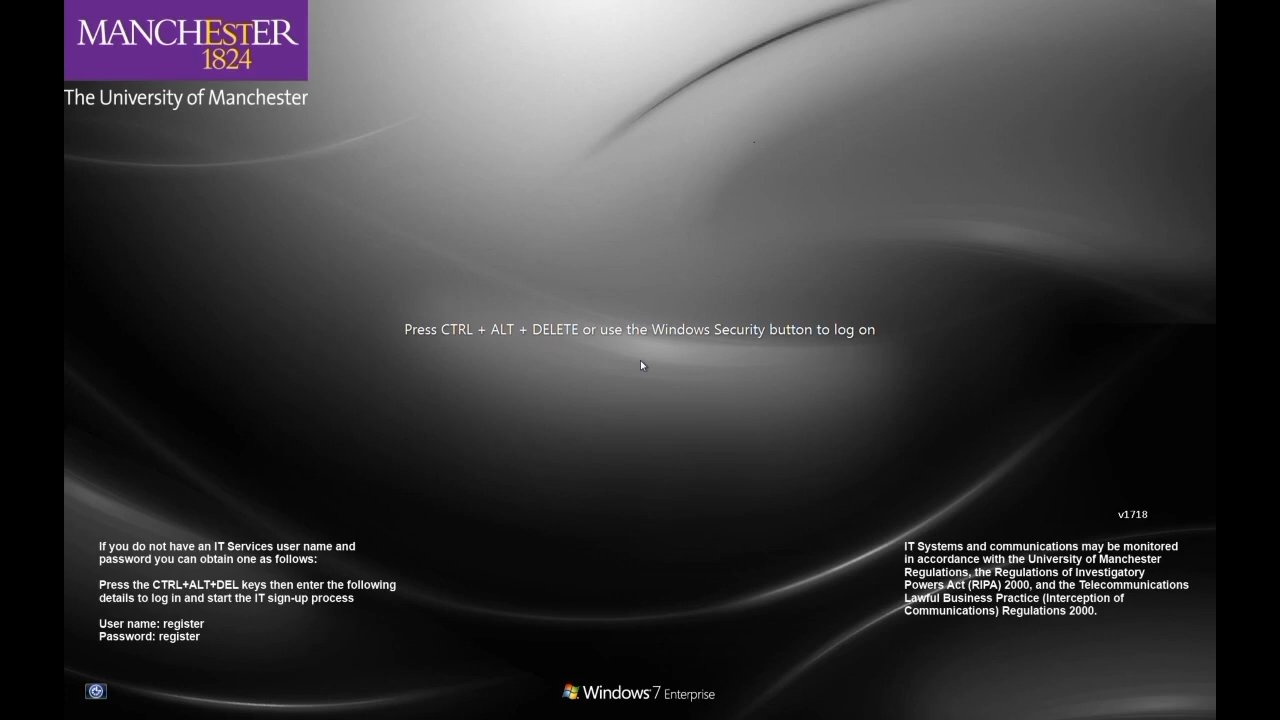 MANCHESTER
1824
The University of Manchester
Press CTRL + ALT + DELETE or use the Windows Security button to log on
v1718
If you do not have an IT Services user name and
password you can obtain one as follows:
Press the CTRL+ALT+DEL keys then enter the following
details to log in and start the IT sign-up process
User name: register
Password: register
IT Systems and communications may be monitored
in accordance with the University of Manchester
Regulations, the Regulations of Investigatory
Powers Act (RIPA) 2000, and the Telecommunications
Lawful Business Practice (Interception of
Communications) Regulations 2000.
Windows 7 Enterprise